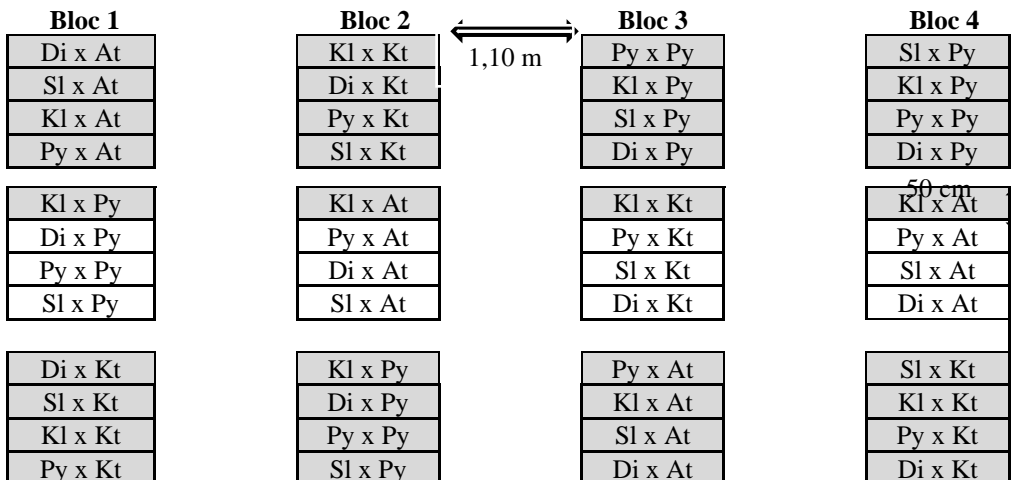 Bloc 1 Bloc 2 Bloc 3 Bloc 4
1,10 m
Di x At Kl x Kt Py x Py Sl x Py
Sl x At Di x Kt Kl x Py Kl x Py
Kl x At Py x Kt Sl x Py Py x Py
Py x At Sl x Kt Di x Py Di x Py
50 cm
Kl x Py Kl x At Kl x Kt Kl x At
Di x Py Py x At Py x Kt Py x At
Py x Py Di x At Sl x Kt Sl x At
Sl x Py Sl x At Di x Kt Di x At
Di x Kt Kl x Py Py x At Sl x Kt
Sl x Kt Di x Py Kl x At Kl x Kt
Kl x Kt Py x Py Sl x At Py x Kt
Py x Kt Sl x Py Di x At Di x Kt